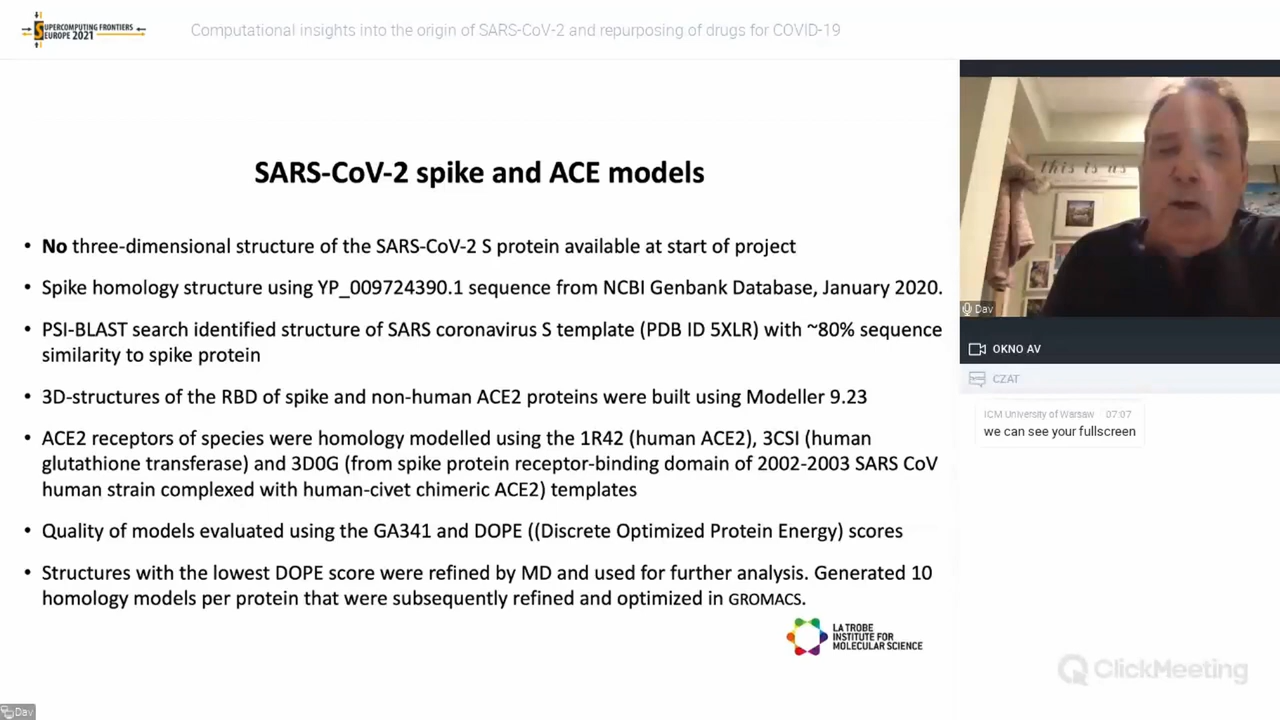 SUPERCOMPUTING FRONTIERS
EUROPE 2021
Computational insights into the origin of SARS-CoV-2 and repurposing of drugs for COVID-19
SARS-CoV-2 spike and ACE models
• No three-dimensional structure of the SARS-CoV-2 S protein available at start of project
• Spike homology structure using YP_009724390.1 sequence from NCBI Genbank Database, January 2020.
• PSI-BLAST search identified structure of SARS coronavirus S template (PDB ID 5XLR) with ~80% sequence
similarity to spike protein
• 3D-structures of the RBD of spike and non-human ACE2 proteins were built using Modeller 9.23
• ACE2 receptors of species were homology modelled using the 1R42 (human ACE2), 3CSI (human
glutathione transferase) and 3D0G (from spike protein receptor-binding domain of 2002-2003 SARS CoV
human strain complexed with human-civet chimeric ACE2) templates
• Quality of models evaluated using the GA341 and DOPE ((Discrete Optimized Protein Energy) scores
• Structures with the lowest DOPE score were refined by MD and used for further analysis. Generated 10
homology models per protein that were subsequently refined and optimized in GROMACS.
LA TROBE
INSTITUTE FOR
MOLECULAR SCIENCE
Dav
this is us
Dav
OKNO AV
CZAT
ICM University of Warsaw 07:07
we can see your fullscreen
ClickMeeting